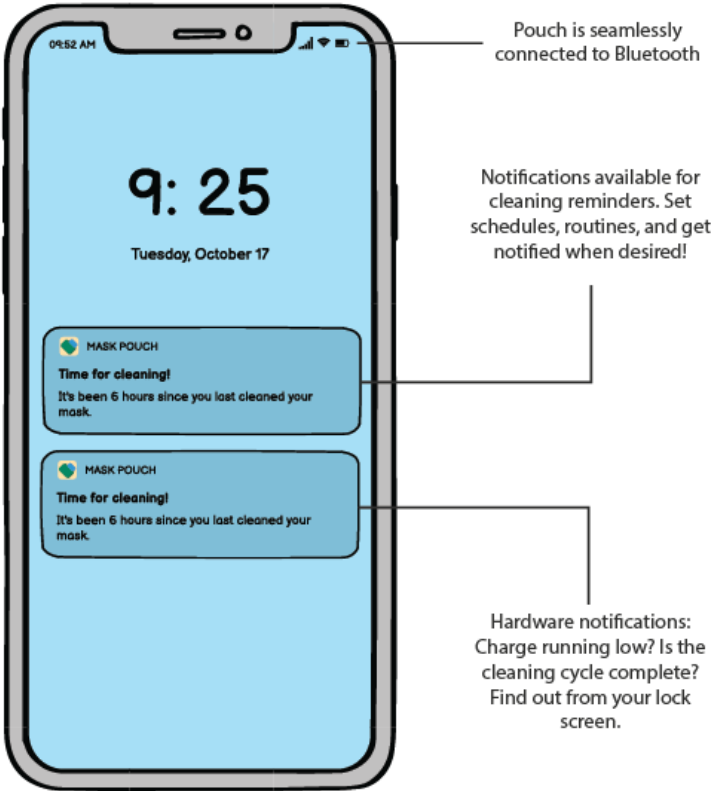 09:52 AM
Pouch is seamlessly
connected to Bluetooth
9: 25
Tuesday, October 17
Notifications available for
cleaning reminders. Set
schedules, routines, and get
notified when desired!
MASK POUCH
Time for cleaning!
It's been 6 hours since you last cleaned your
mask.
MASK POUCH
Time for cleaning!
It's been 6 hours since you last cleaned your
mask.
Hardware notifications:
Charge running low? Is the
cleaning cycle complete?
Find out from your lock
screen.